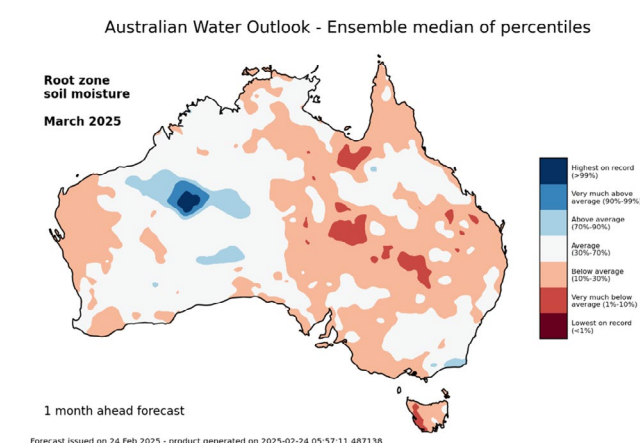 Australian Water Outlook - Ensemble median of percentiles
Root zone
soil moisture
March 2025
Highest on record
(>99%)
Very much above
average (90%-99%)
Above average
(70%-90%)
Average
(30%-70%)
Below average
(10%-30%)
Very much below
average (1%-10%)
Lowest on record
(<1%)
1 month ahead forecast
Forecast issued on 24 Feb 2025 - product generated on 2025-02-24 05:57:11.487138